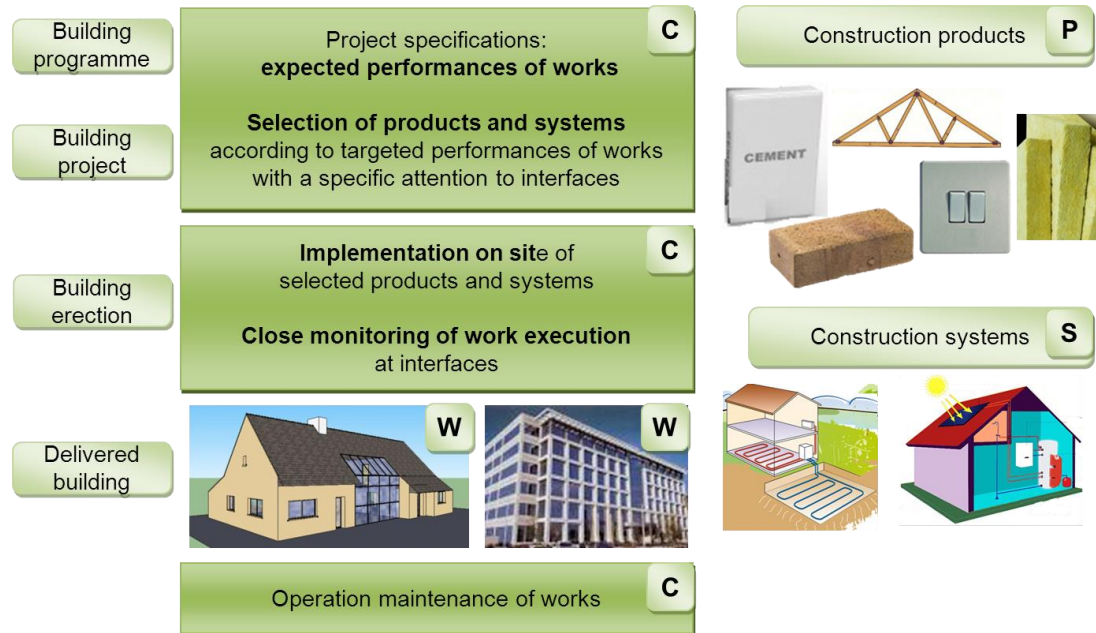 Building
programme
Building
project
Building
erection
Delivered
building
C
Project specifications:
expected performances of works
Selection of products and systems
according to targeted performances of works
with a specific attention to interfaces
C
Implementation on site of
selected products and systems
Close monitoring of work execution
at interfaces
W
W
C
Operation maintenance of works
Construction products
P
CEMENT
Construction systems
S